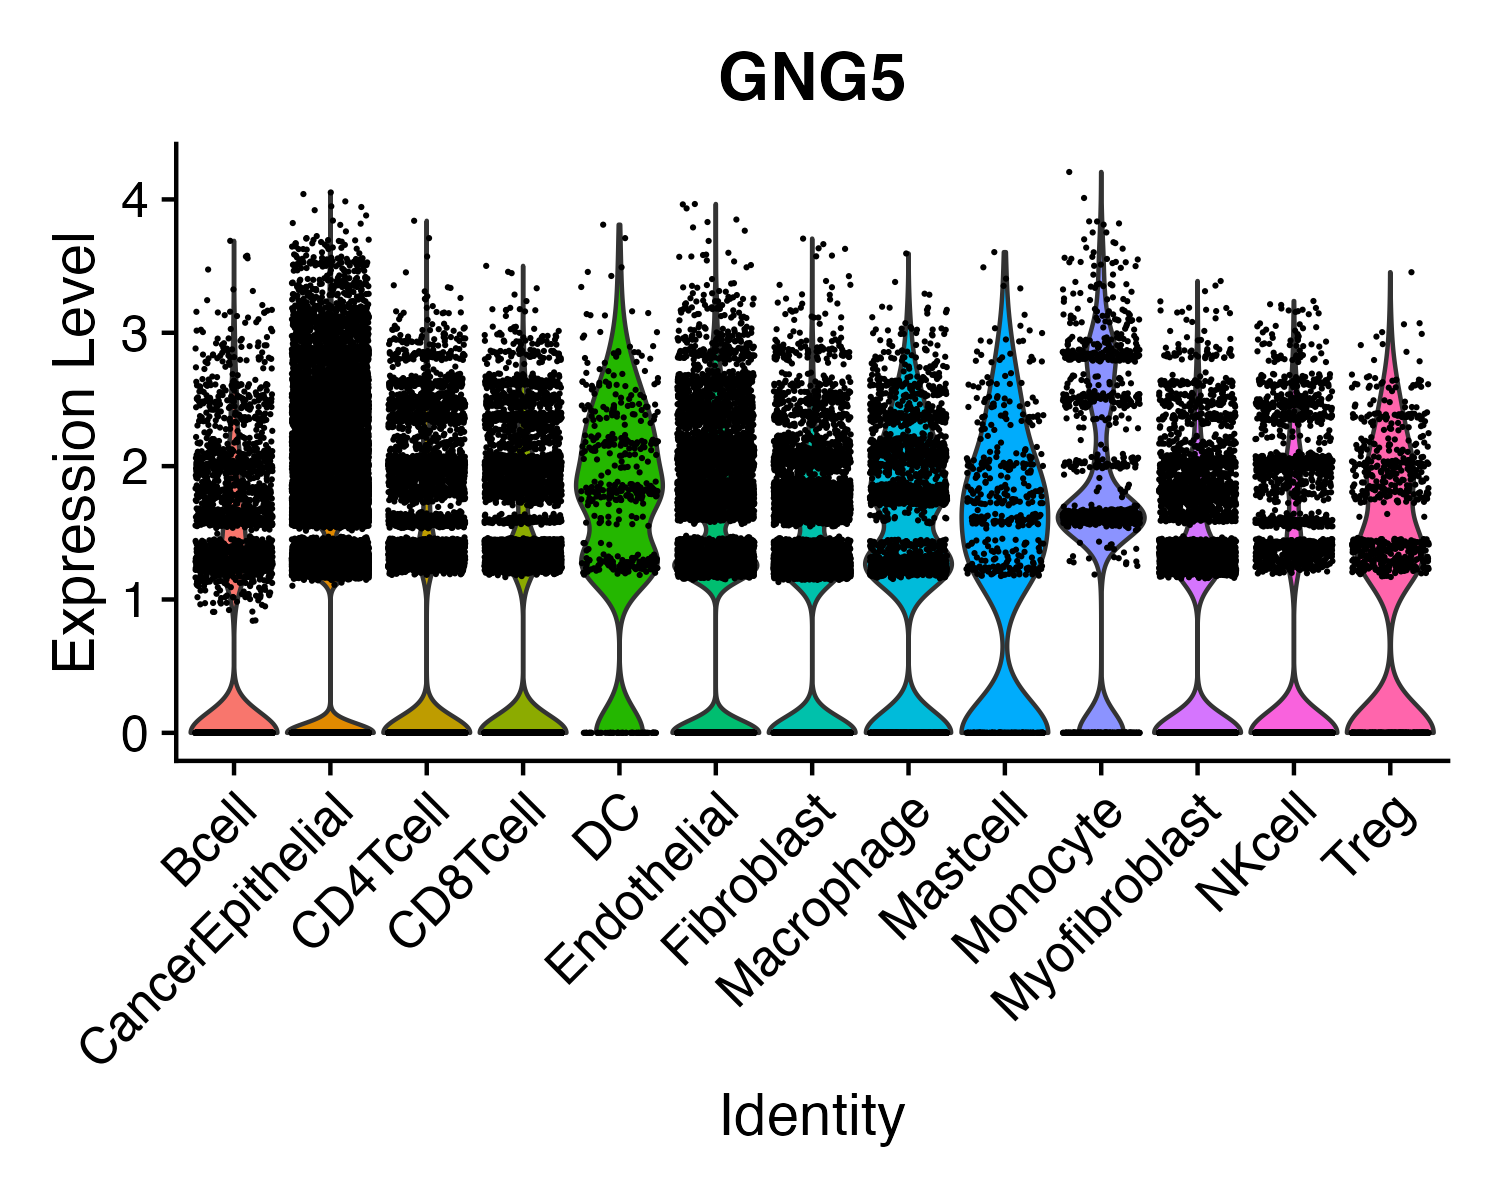 GNG5
Expression Level
4
3
2
1
0
Bcell
CancerEpithelial
CD4Tcell
CD8Tcell
DC
Endothelial
Fibroblast
Macrophage
Mastcell
Monocyte
Myofibroblast
NKcell
Treg
Identity